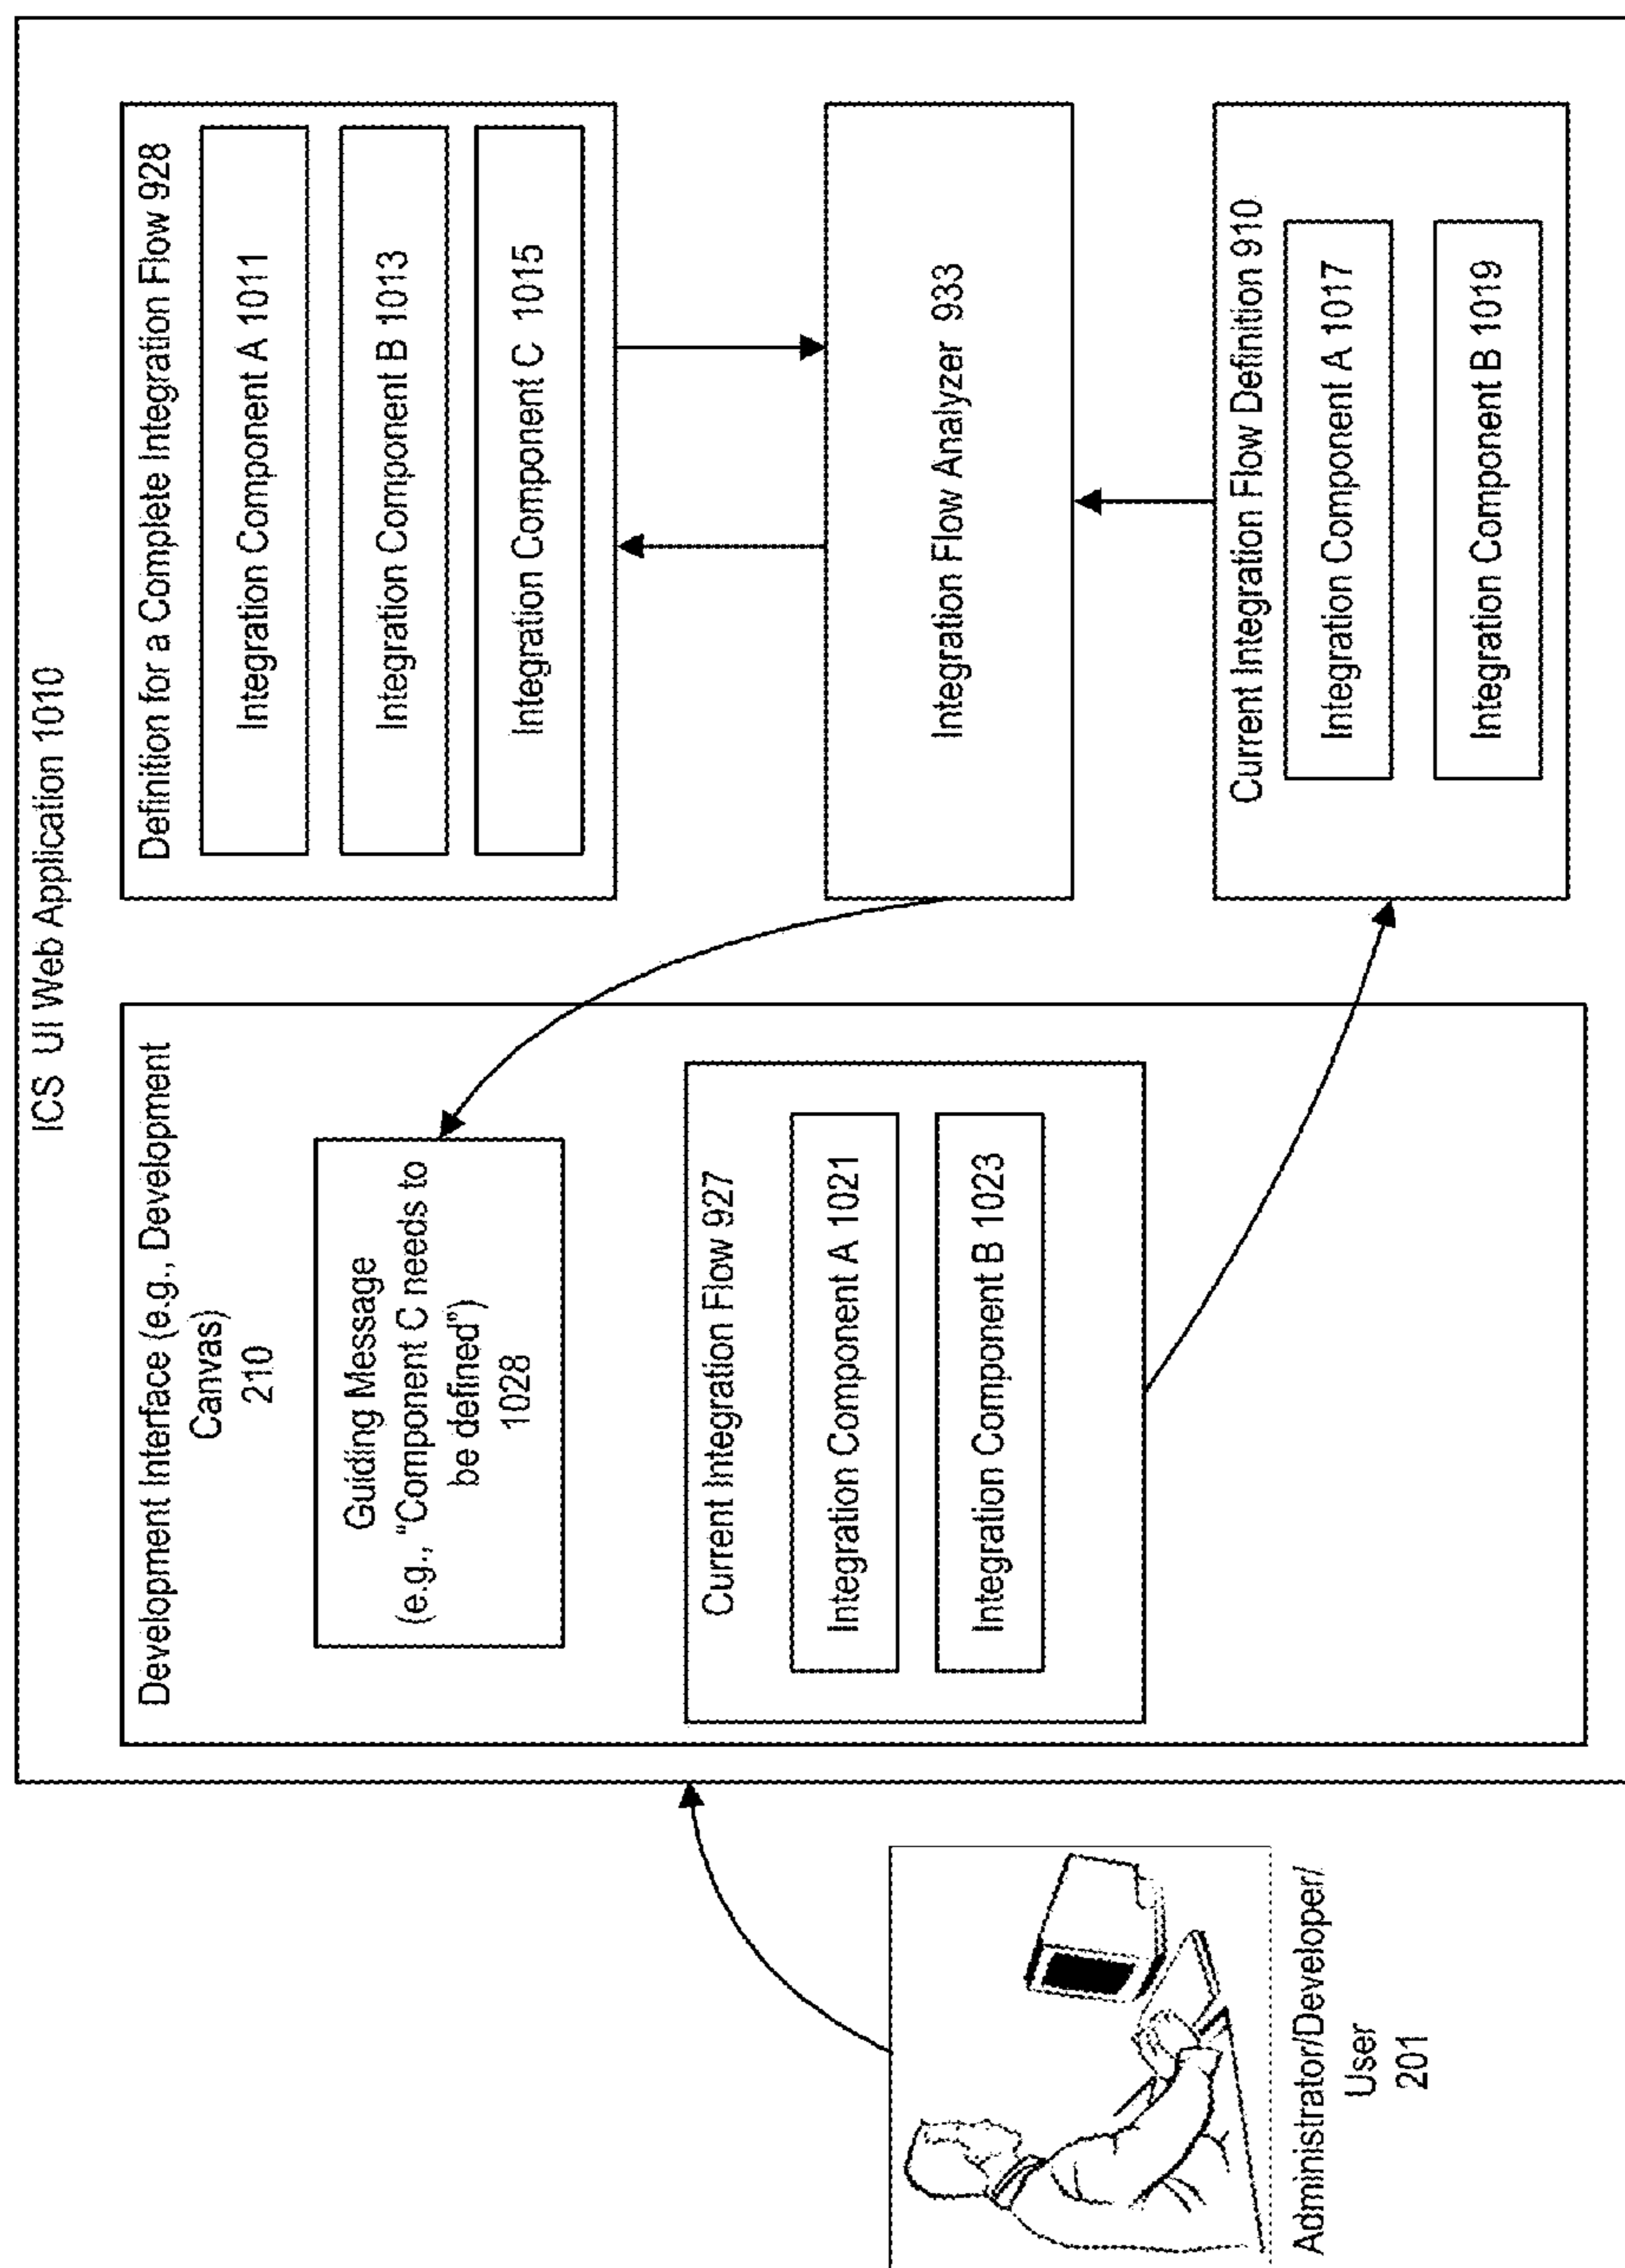 ICS UI Web Application 1010
Development Interface (e.g., Development
Canvas)
210
Guiding Message
(e.g., “Component C needs to
be defined”)
1028
Current Integration Flow 927
Integration Component A 1021
Integration Component B 1023
Definition for a Complete Integration Flow 928
Integration Component A 1011
Integration Component B 1013
Integration Component C 1015
Integration Flow Analyzer 933
Current Integration Flow Definition 910
Integration Component A 1017
Integration Component B 1019
Administrator/Developer/
User
201